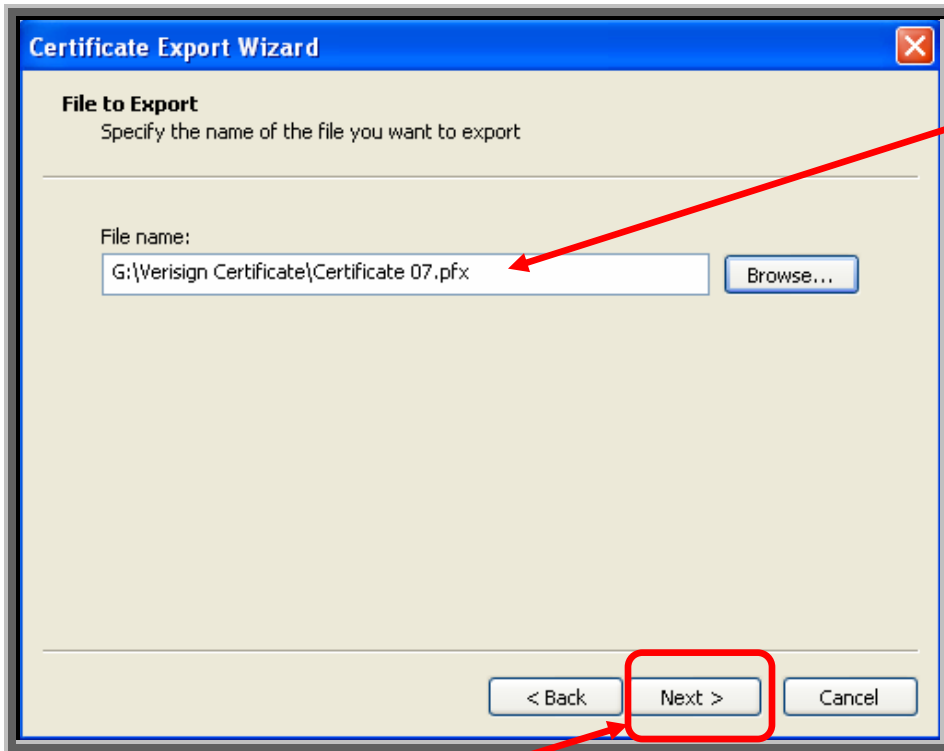 Certificate Export Wizard
File to Export
Specify the name of the file you want to export
File name:
G:\Verisign Certificate\Certificate 07.pfx
Browse...
< Back
Next >
Cancel